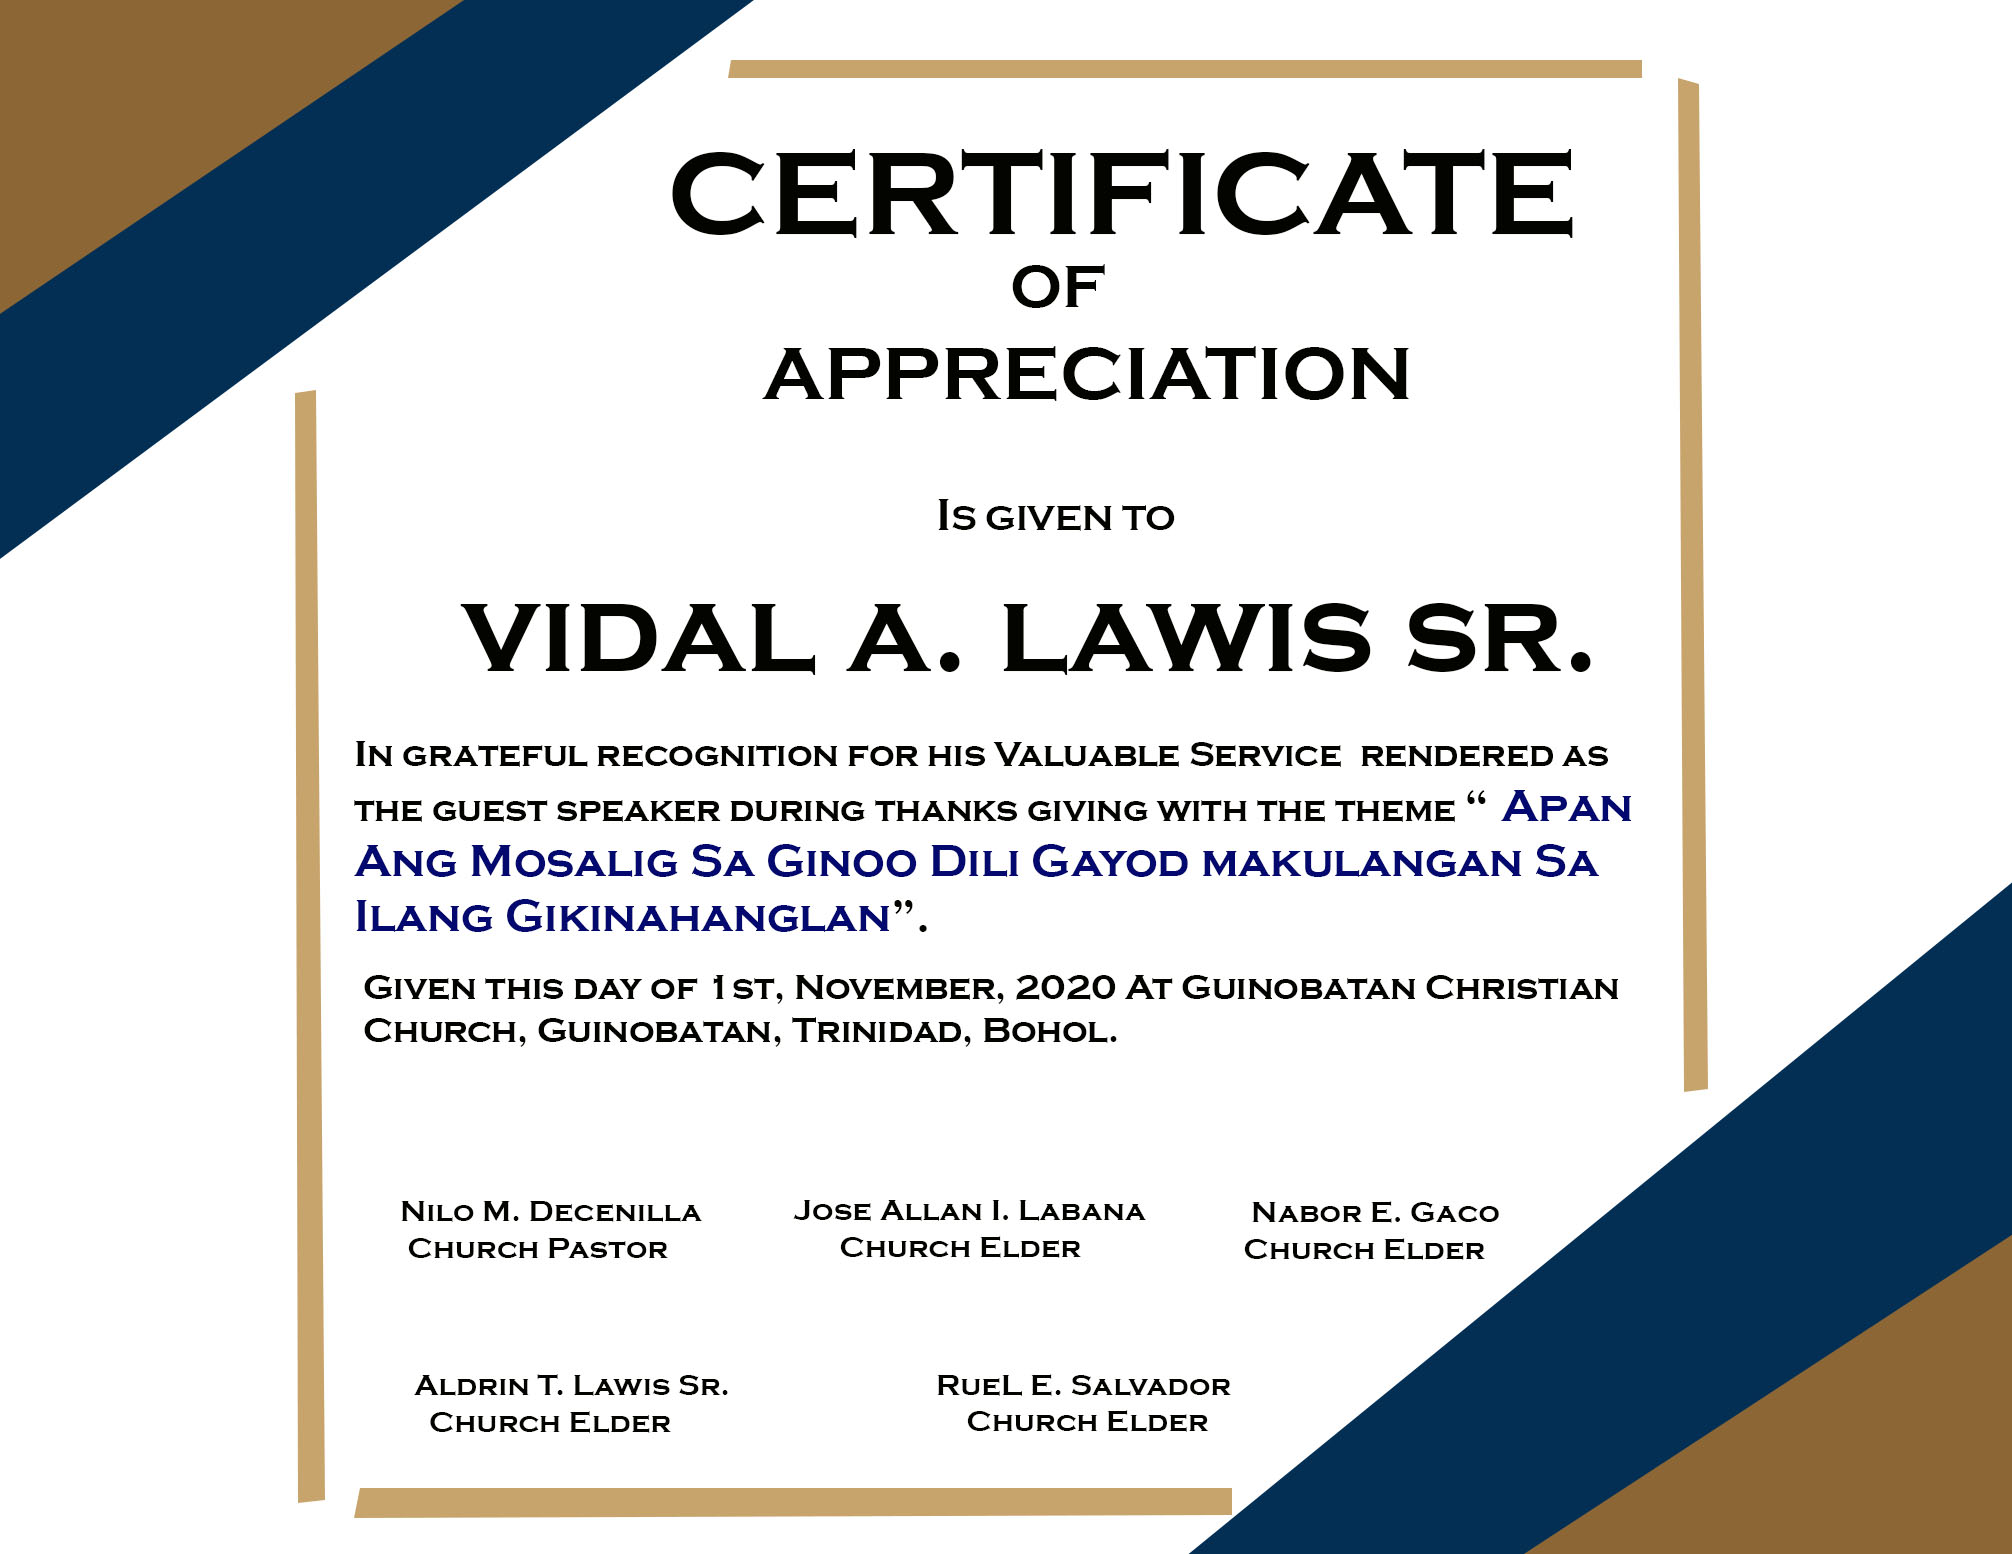 CERTIFICATE
OF
APPRECIATION
IS GIVEN TO
VIDAL A. LAWIS SR.
IN GRATEFUL RECOGNITION FOR HIS VALUABLE SERVICE RENDERED AS
THE GUEST SPEAKER DURING THANKS GIVING WITH THE THEME “ APAN
ANG MOSALIG SA GINOO DILI GAYOD MAKULANGAN SA
ILANG GIKINAHANGLAN”.
GIVEN THIS DAY OF 1ST, NOVEMBER, 2020 AT GUINOBATAN CHRISTIAN
CHURCH, GUINOBATAN, TRINIDAD, BOHOL.
NILO M. DECENILLA JOSE ALLAN I. LABANA NABOR E. GACO
CHURCH PASTOR CHURCH ELDER CHURCH ELDER
ALDRIN T. LAWIS SR. RUEL E. SALVADOR
CHURCH ELDER CHURCH ELDER